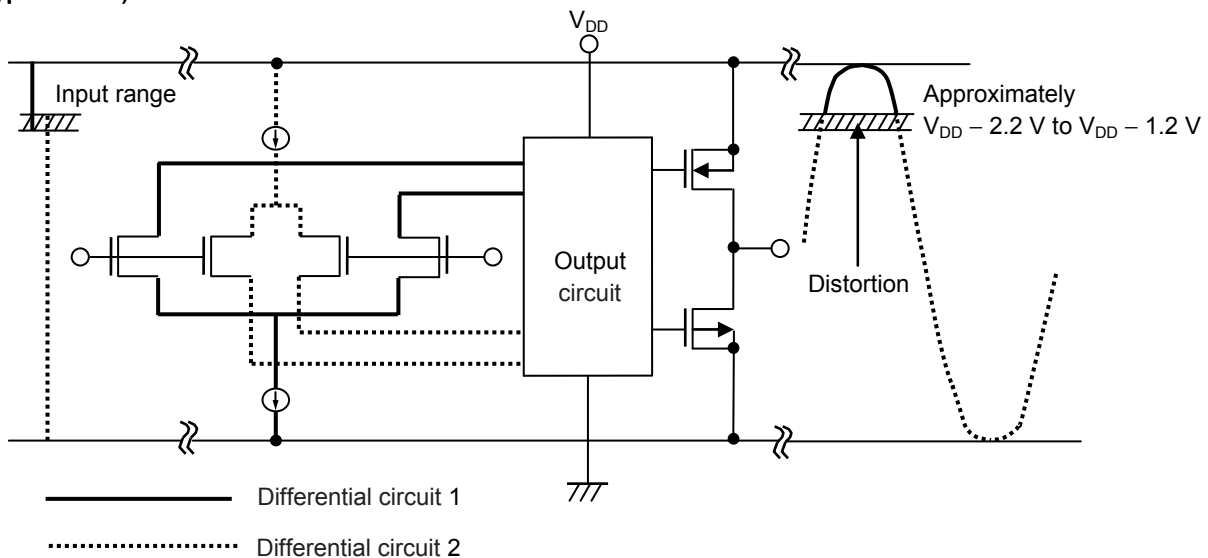 V_DD
Input range
Approximately
V_DD – 2.2 V to V_DD – 1.2 V
Output
circuit
Distortion
Differential circuit 1
Differential circuit 2